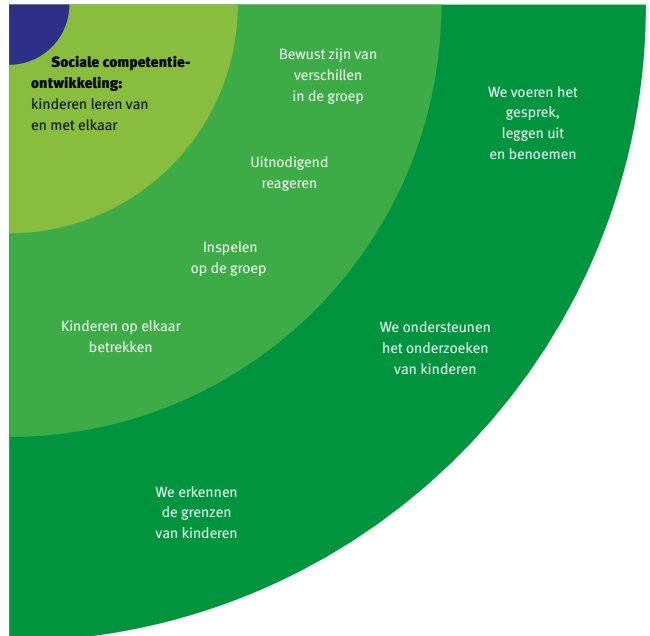 Sociale competentie-
ontwikkeling:
kinderen leren van
en met elkaar
Bewust zijn van
verschillen
in de groep
Uitnodigend
reageren
Inspelen
op de groep
Kinderen op elkaar
betrekken
We voeren het
gesprek,
leggen uit
en benoemen
We ondersteunen
het onderzoeken
van kinderen
We erkennen
de grenzen
van kinderen